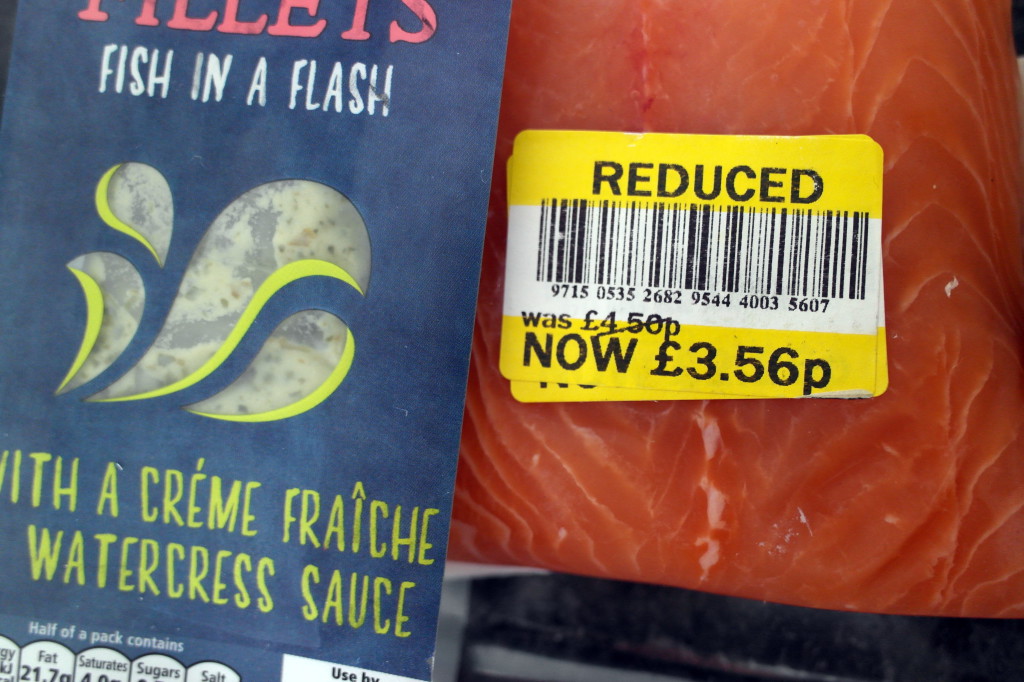 FILLETS
FISH IN A FLASH
REDUCED
9715 0535 2682 9544 4003 5607
was £4.50p
NOW £3.56p
WITH A CRÉME FRAÎCHE
WATERCRESS SAUCE
Half of a pack contains
Fat
Saturates
Sugars
Salt
21.7g
Use by